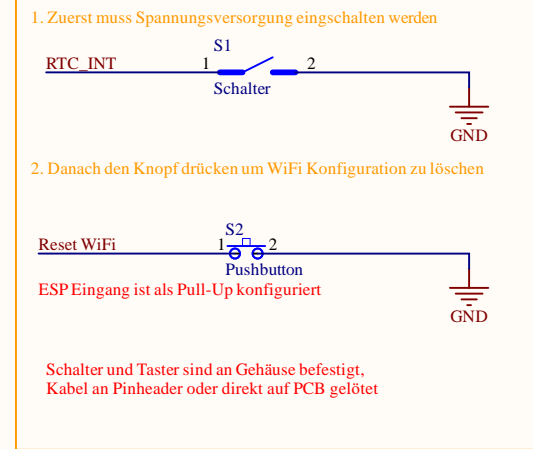 1. Zuerst muss Spannungsversorgung eingschalten werden
S1
RTC_INT 1 2
Schalter
GND
2. Danach den Knopf drücken um WiFi Konfiguration zu löschen
S2
Reset WiFi 1 2
Pushbutton
ESP Eingang ist als Pull-Up konfiguriert
GND
Schalter und Taster sind an Gehäuse befestigt,
Kabel an Pinheader oder direkt auf PCB gelötet